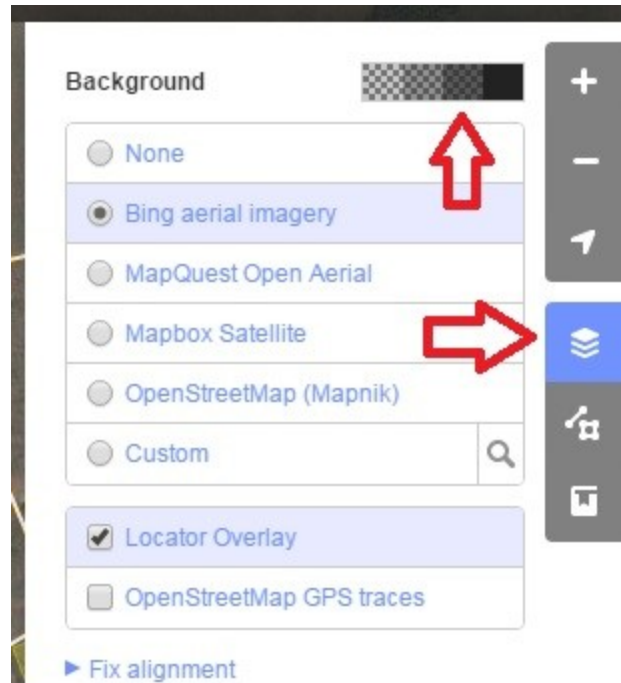 Background
None
Bing aerial imagery
MapQuest Open Aerial
Mapbox Satellite
OpenStreetMap (Mapnik)
Custom
Locator Overlay
OpenStreetMap GPS traces
Fix alignment